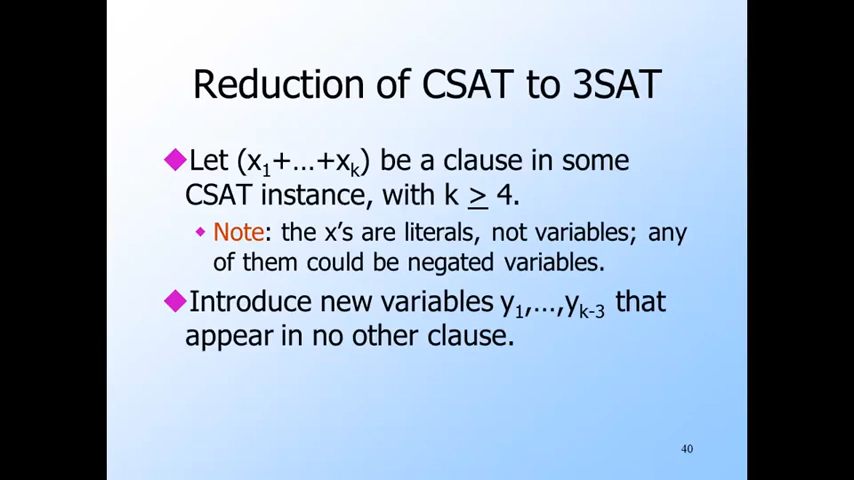 Reduction of CSAT to 3SAT
Let (x₁+…+xₖ) be a clause in some
CSAT instance, with k ≥ 4.
Note: the x's are literals, not variables; any
of them could be negated variables.
Introduce new variables y₁,…,yₖ₋₃ that
appear in no other clause.
40